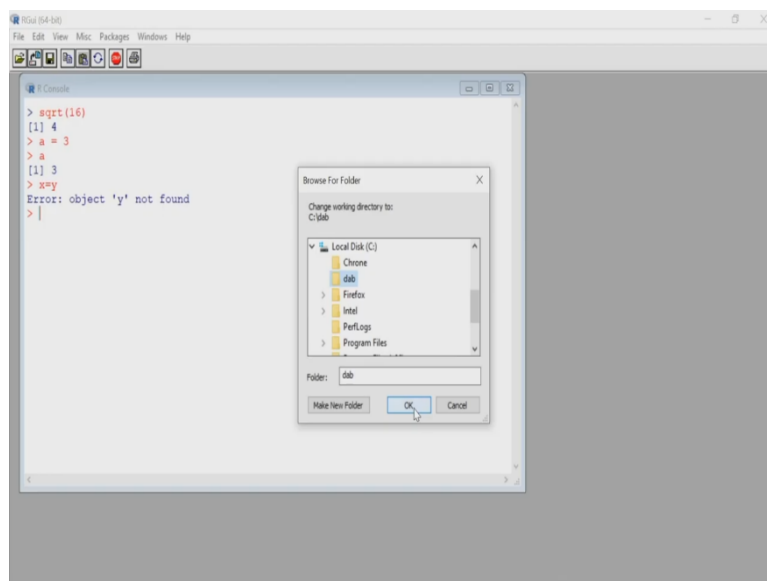 RGui (64-bit)
File Edit View Misc Packages Windows Help
R Console
> sqrt(16)
[1] 4
> a = 3
> a
[1] 3
> x=y
Error: object 'y' not found
>
Browse For Folder
Change working directory to:
C:\dab
Local Disk (C:)
Chrone
dab
Firefox
Intel
PerfLogs
Program Files
Folder: dab
Make New Folder OK Cancel